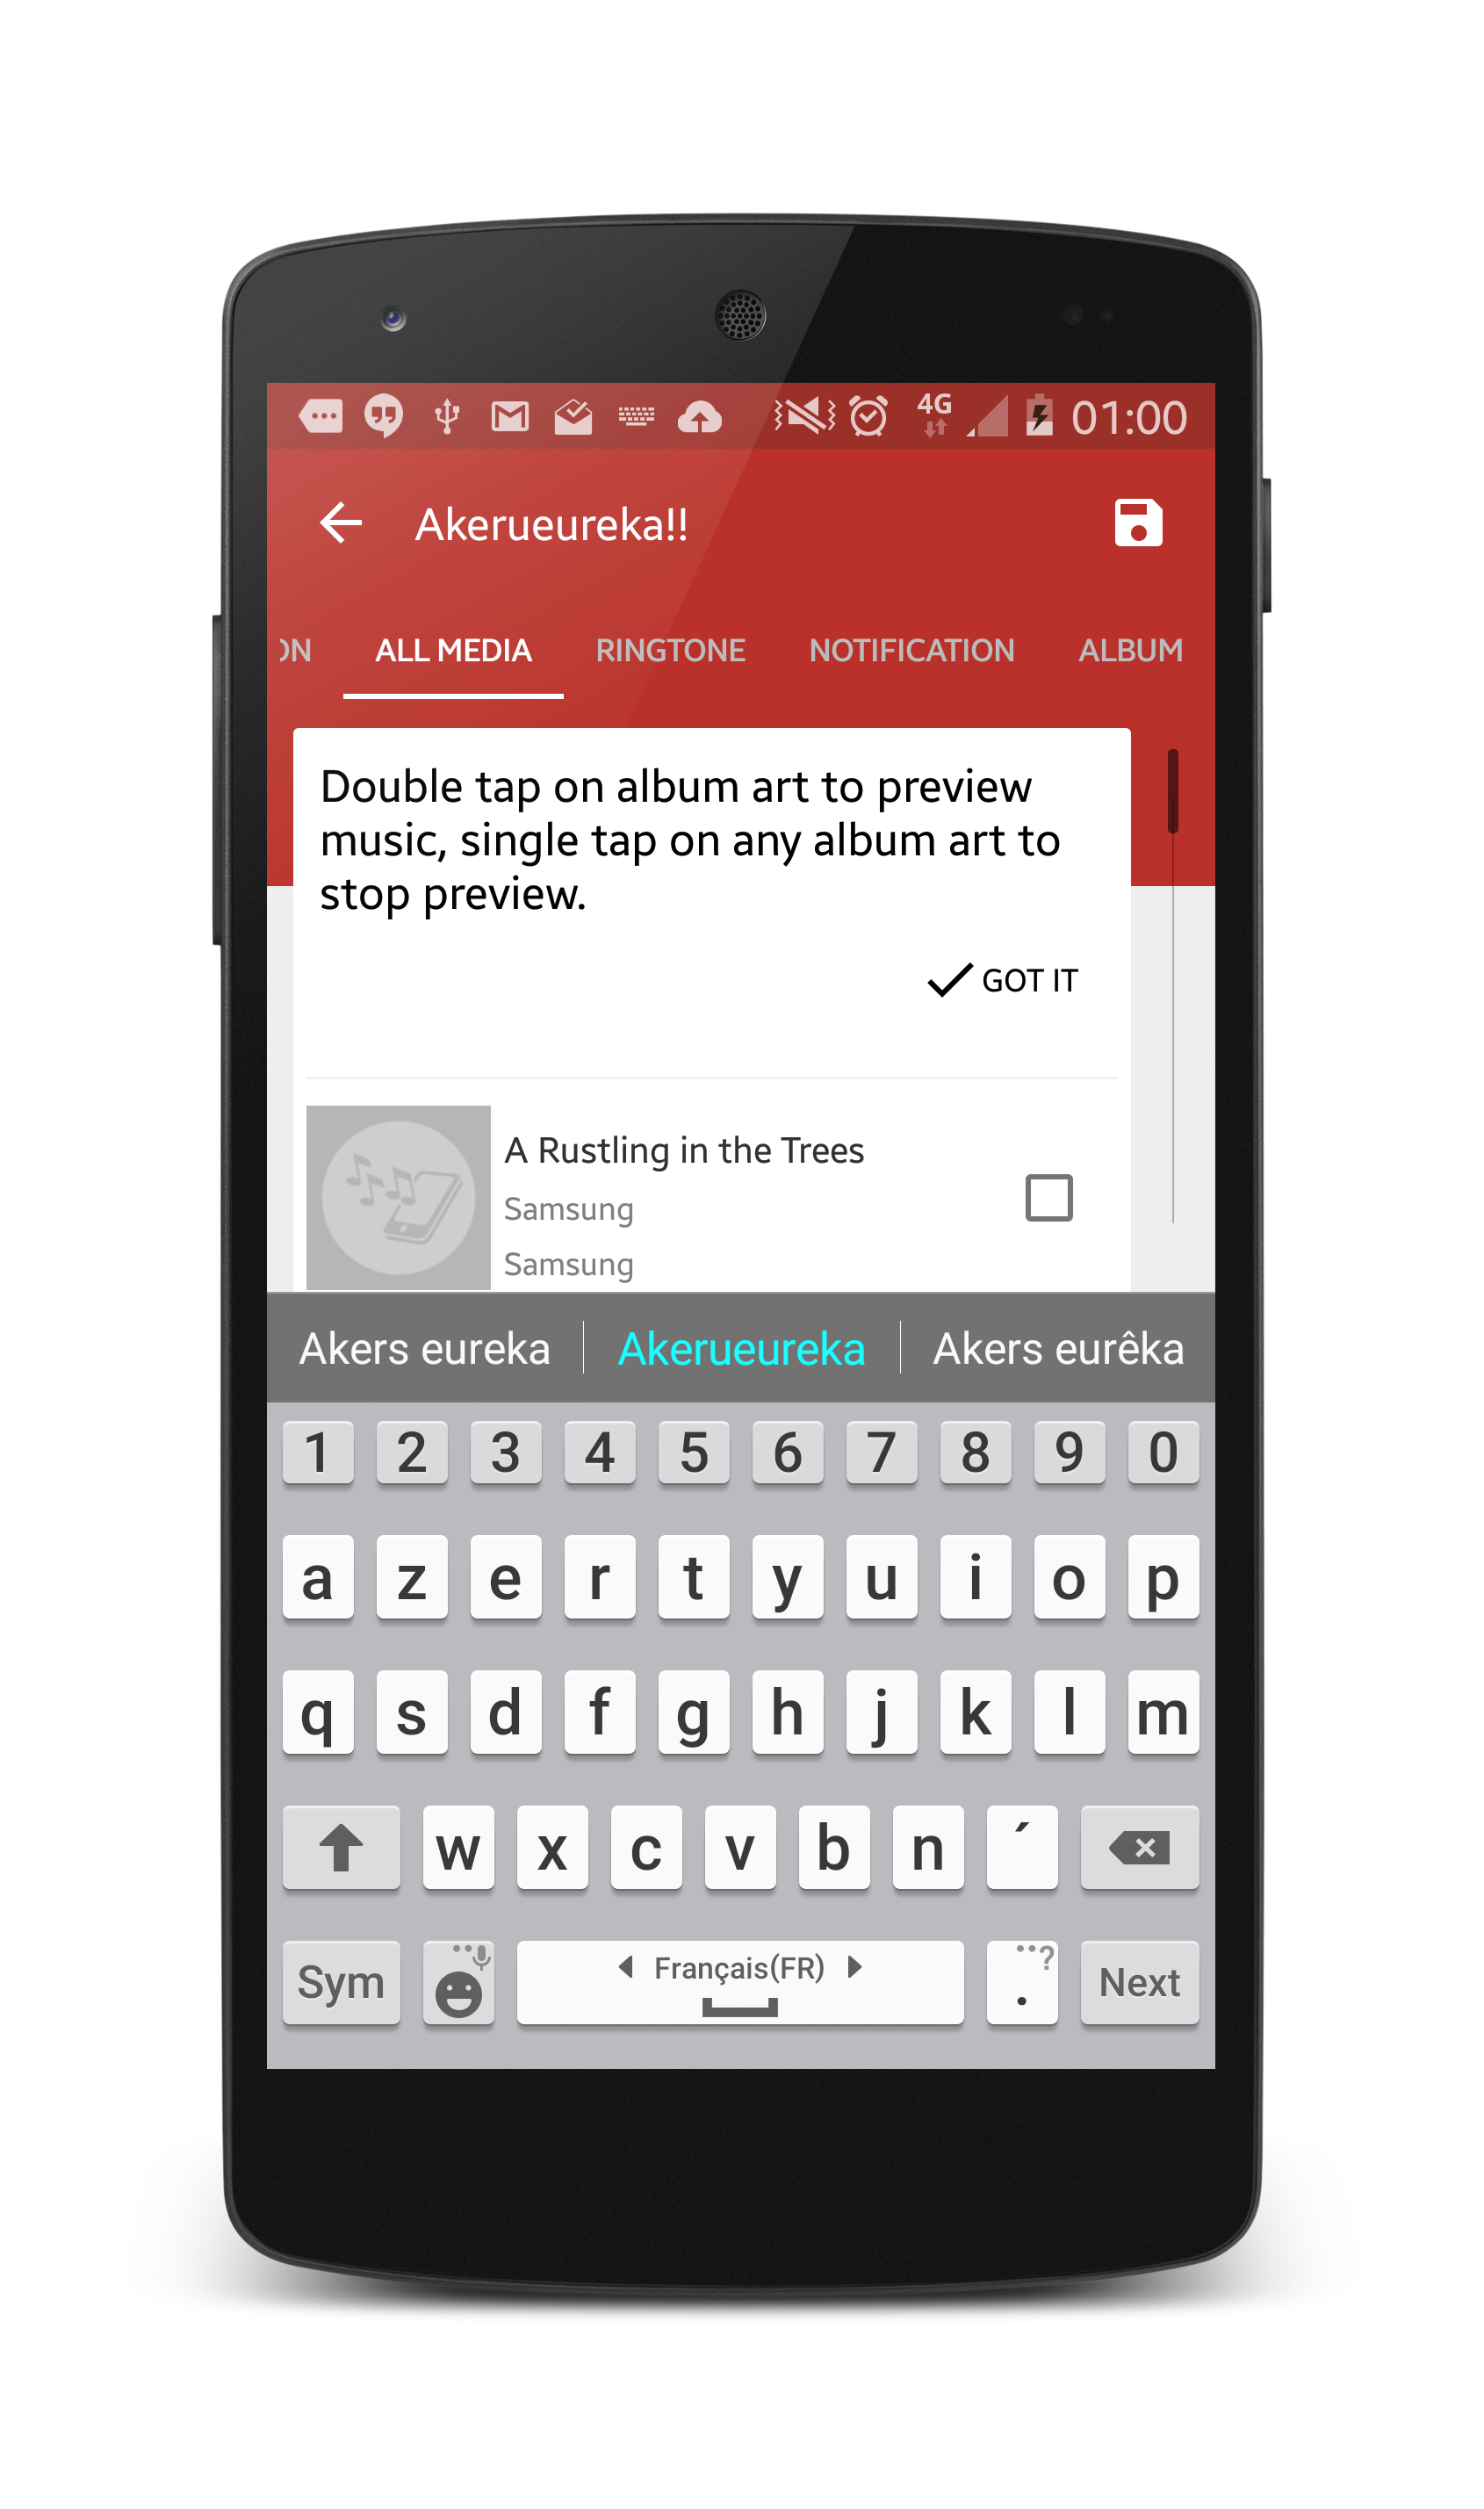 4G
01:00
Akerueureka!!
ON ALL MEDIA RINGTONE NOTIFICATION ALBUM
Double tap on album art to preview
music, single tap on any album art to
stop preview.
GOT IT
A Rustling in the Trees
Samsung
Samsung
Akers eureka Akerueureka Akers eurêka
1 2 3 4 5 6 7 8 9 0
a z e r t y u i o p
q s d f g h j k l m
w x c v b n ´
Sym Français(FR) . ? Next